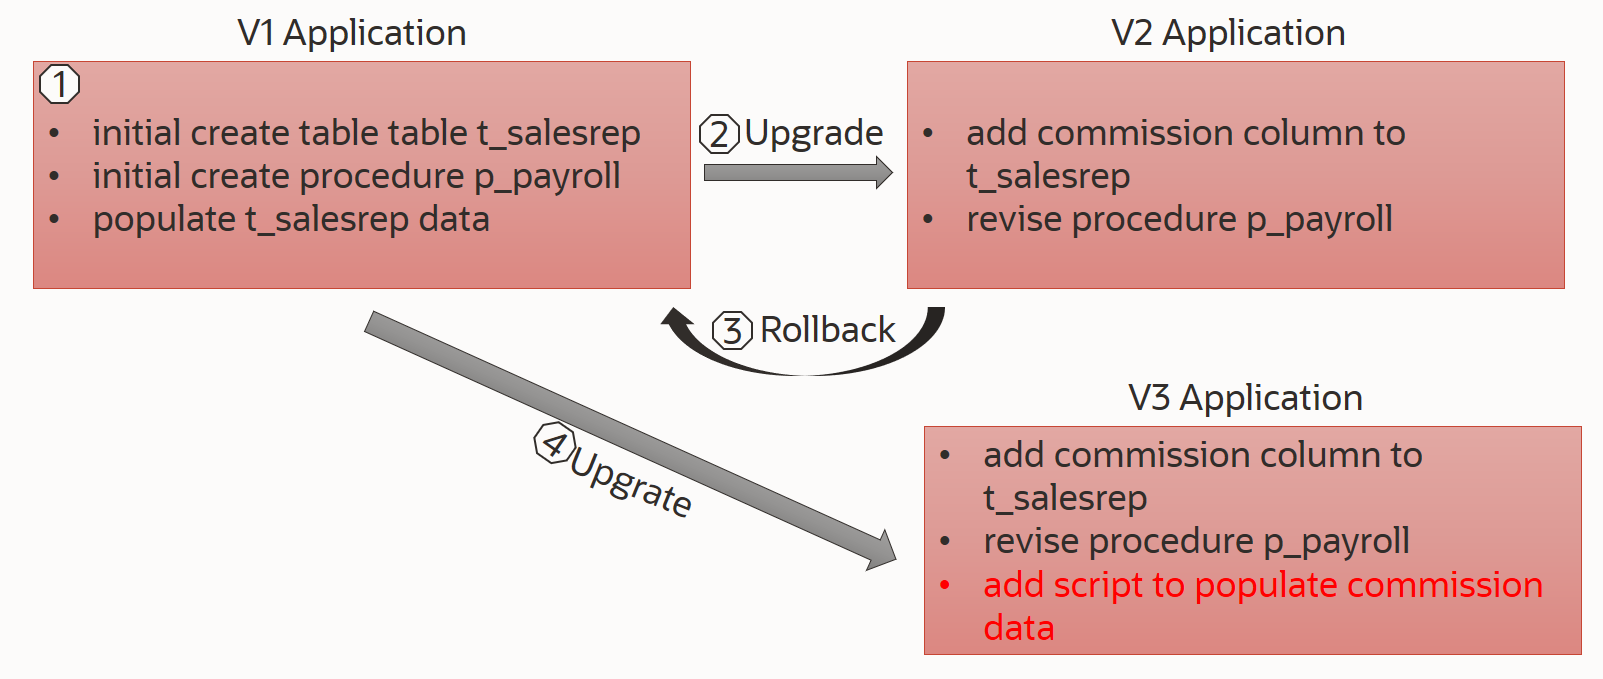 V1 Application
1
• initial create table table t_salesrep
• initial create procedure p_payroll
• populate t_salesrep data
2 Upgrade
V2 Application
• add commission column to
t_salesrep
• revise procedure p_payroll
3 Rollback
4 Upgrate
V3 Application
• add commission column to
t_salesrep
• revise procedure p_payroll
• add script to populate commission
data